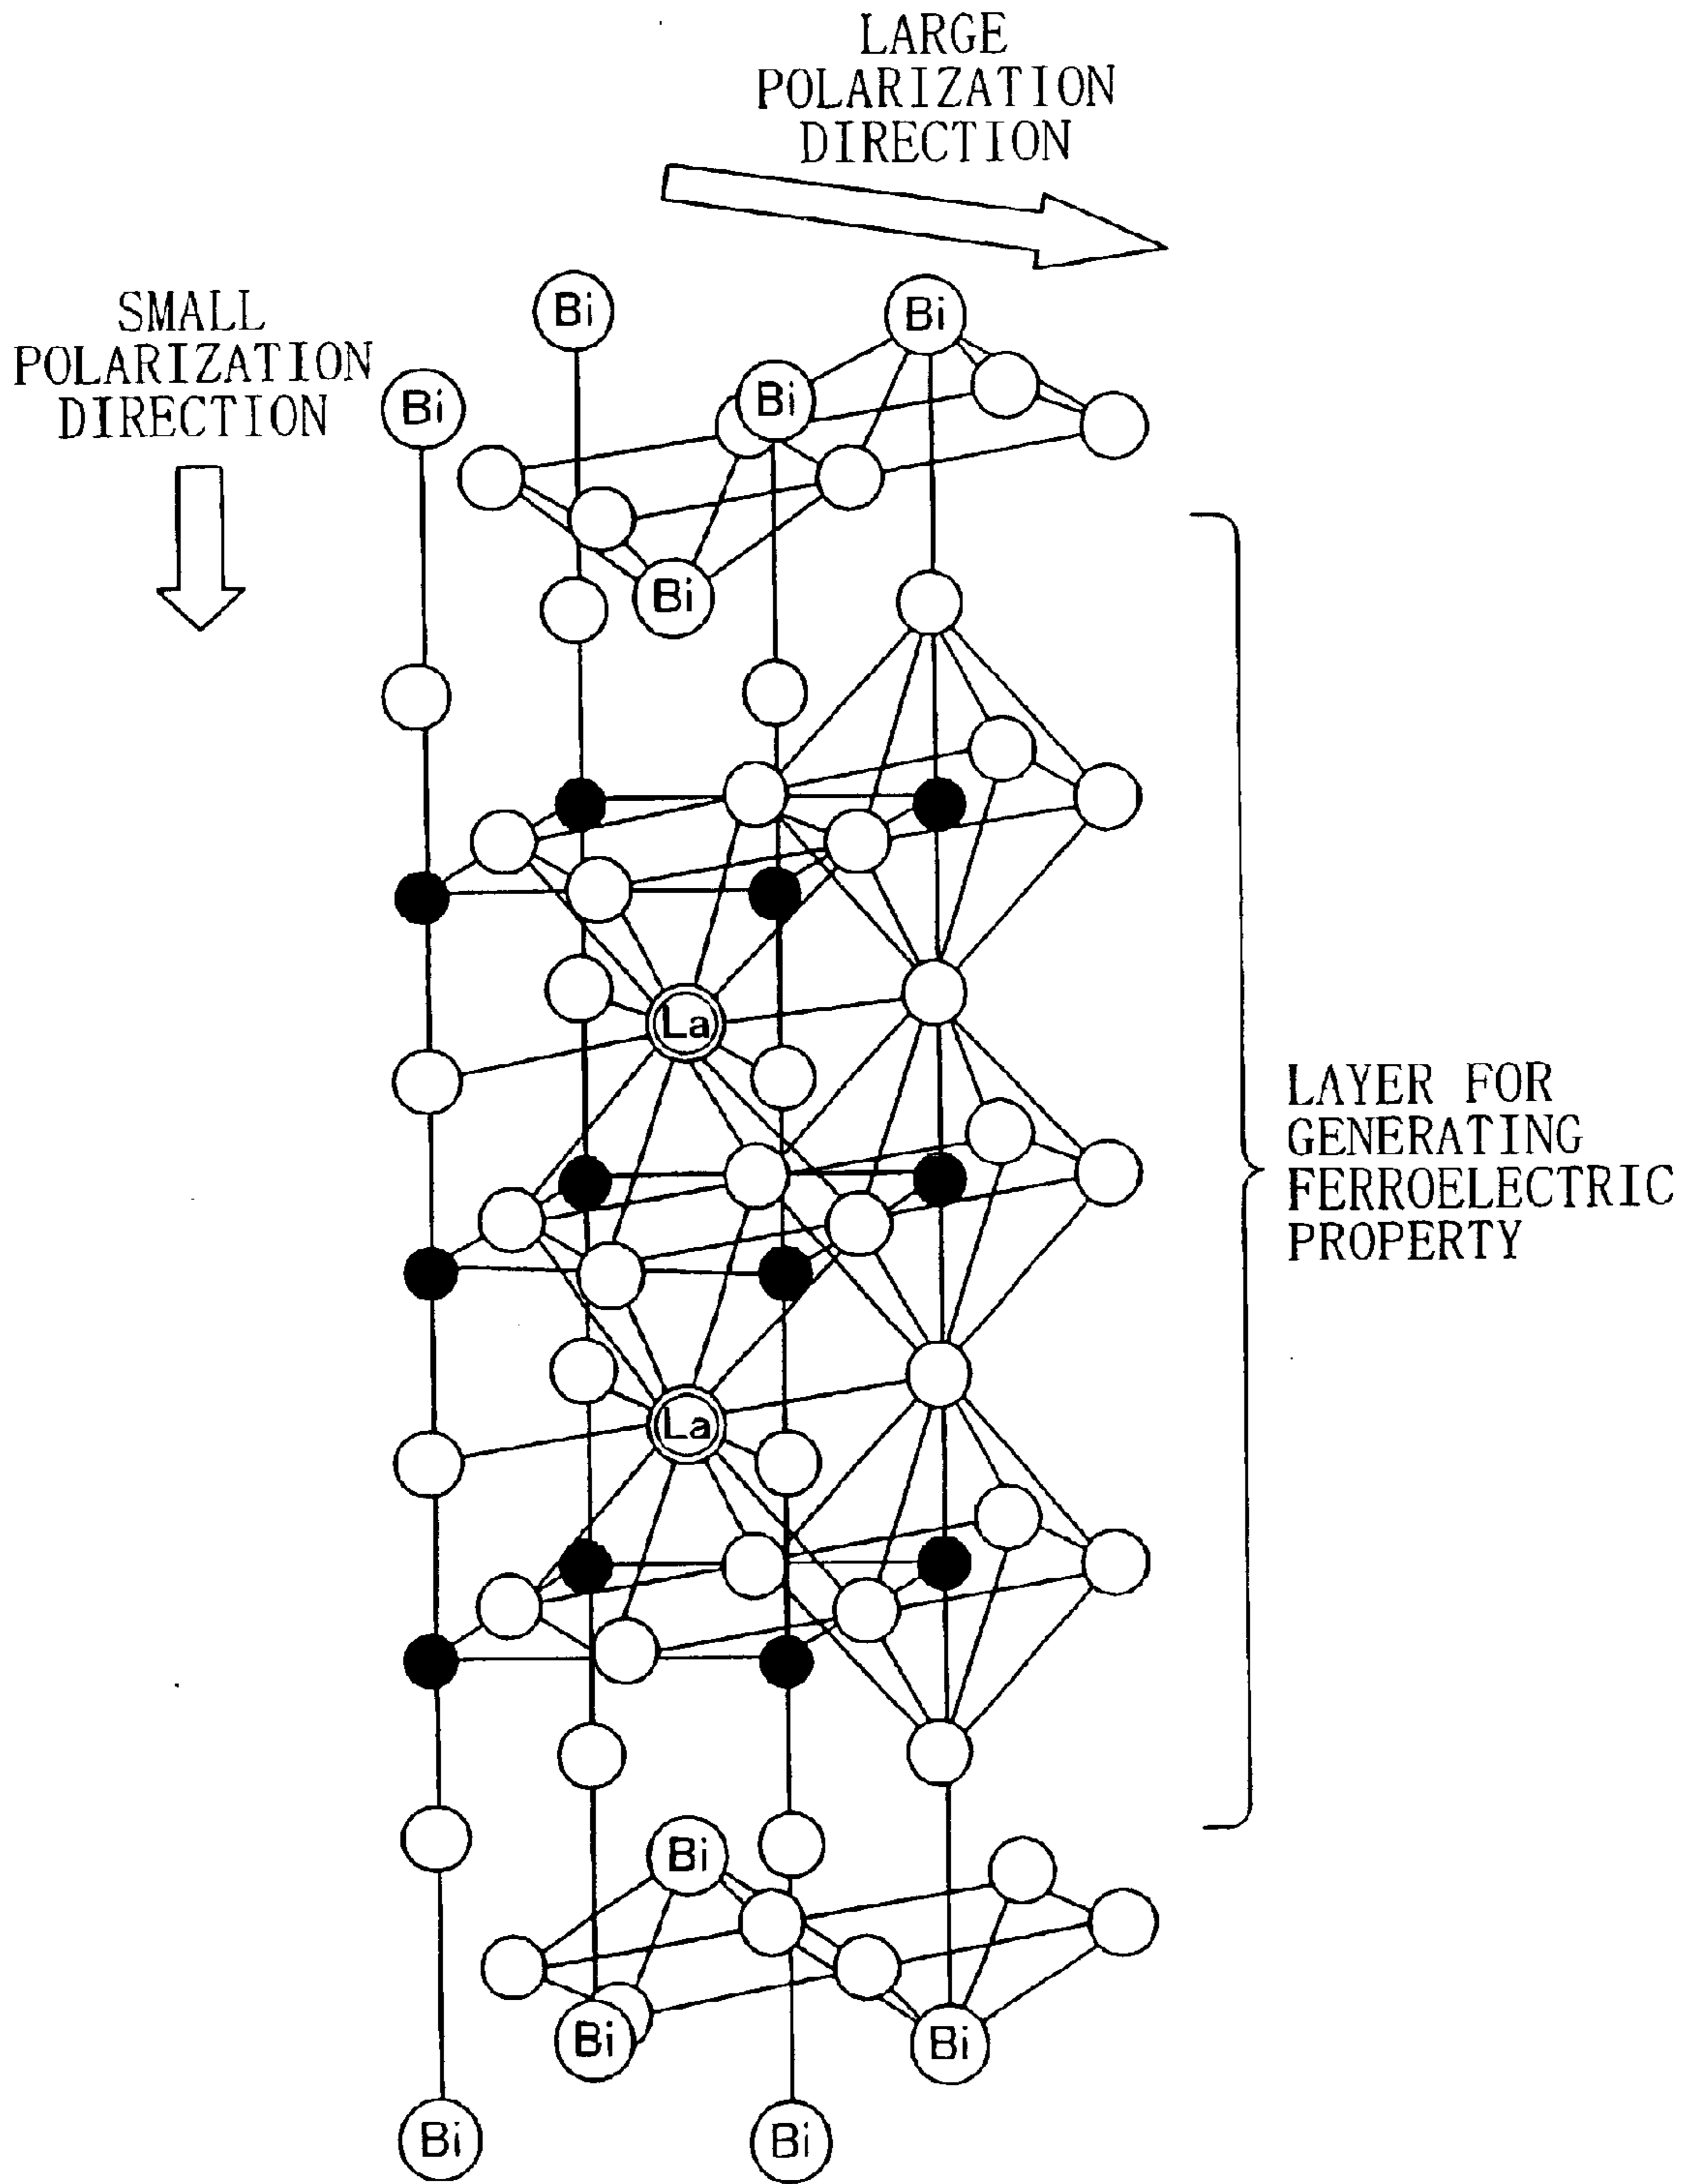 LARGE
POLARIZATION
DIRECTION
SMALL
POLARIZATION
DIRECTION
Bi
Bi
Bi
Bi
Bi
La
LAYER FOR
GENERATING
FERROELECTRIC
PROPERTY
La
Bi
Bi
Bi
Bi
Bi